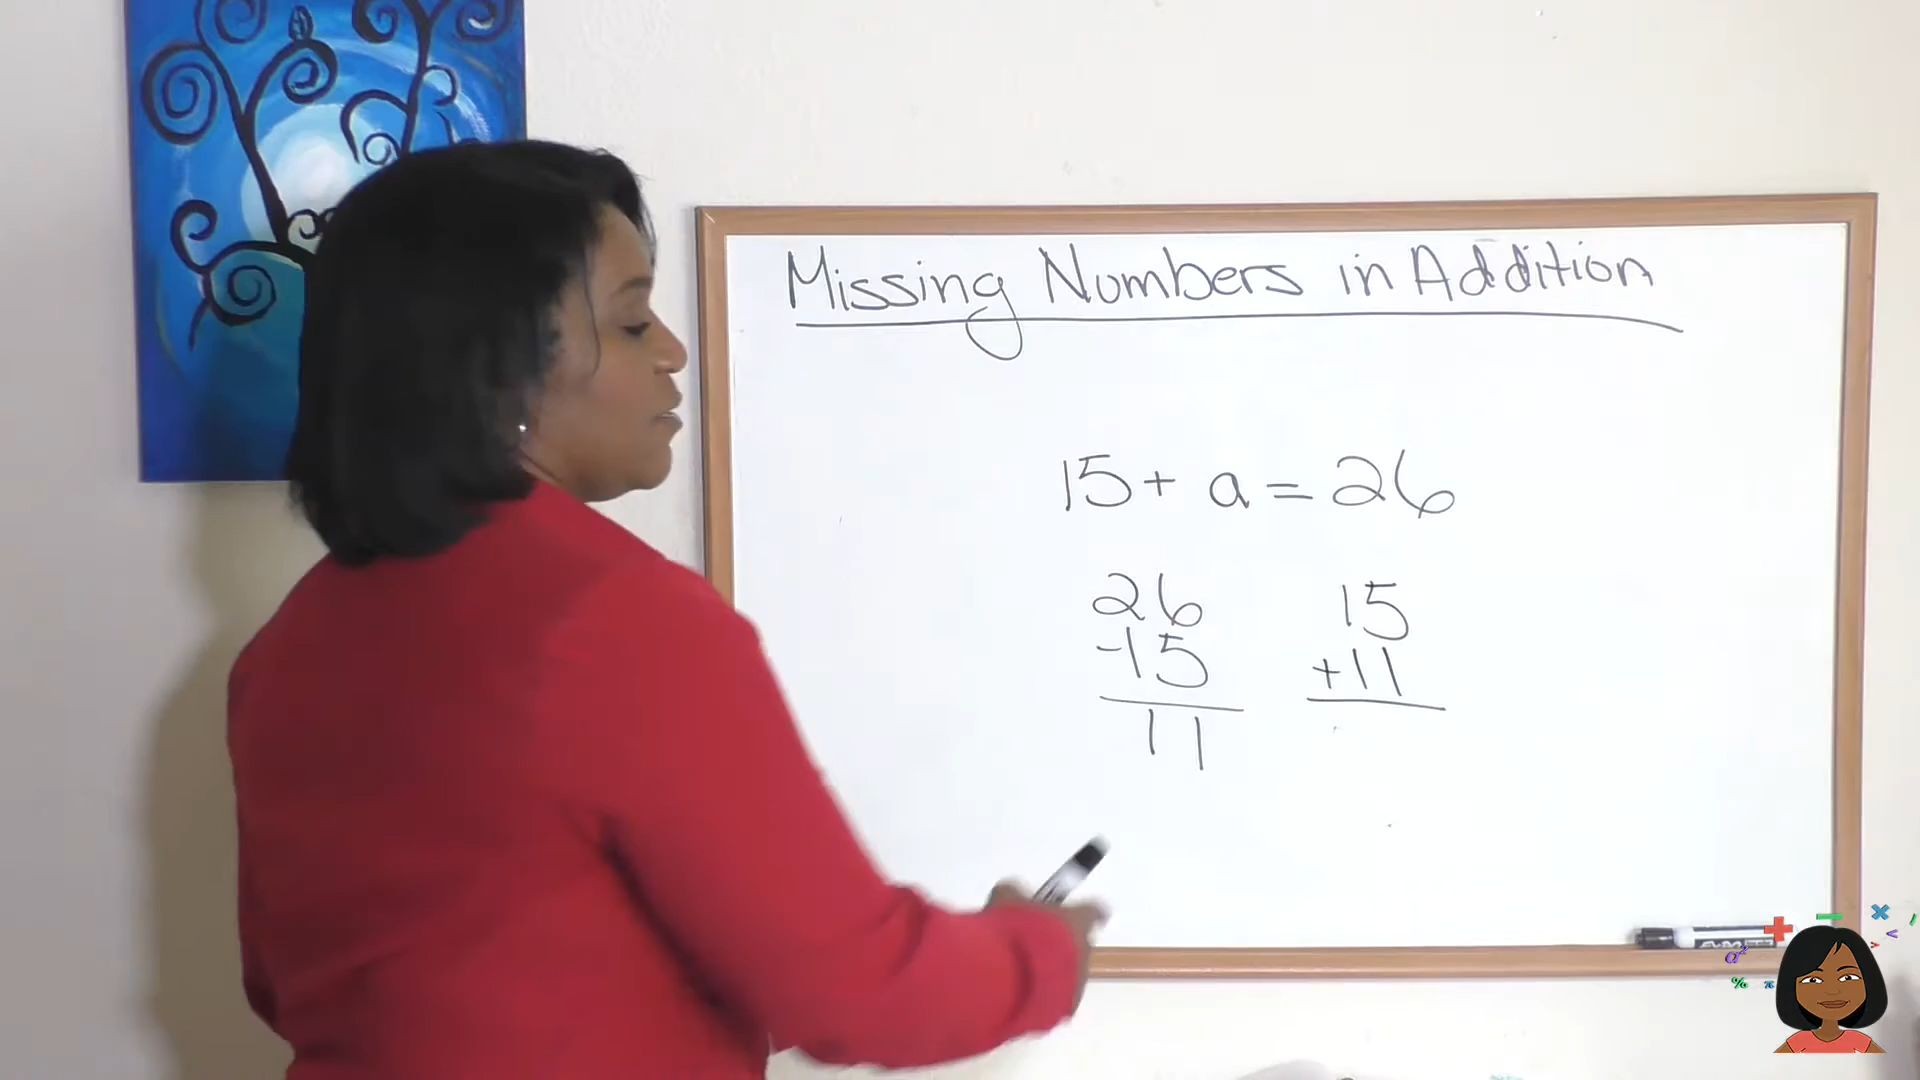 Missing Numbers in Addition
15 + a = 26
26 15
-15 +11
11